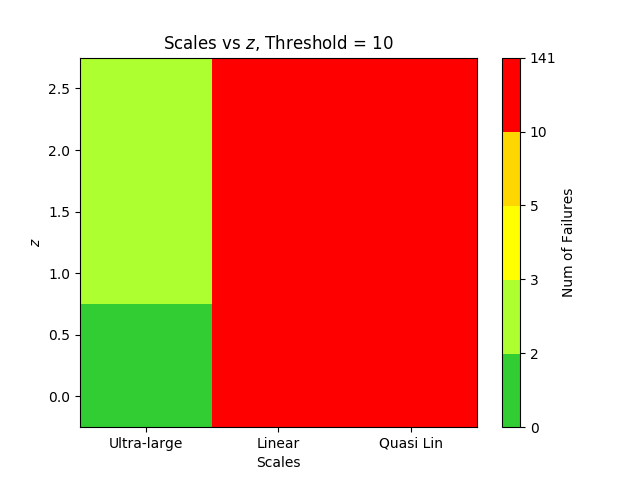 Scales vs z, Threshold = 10
2.5
2.0
1.5
1.0
0.5
0.0
z
Ultra-large
Linear
Quasi Lin
Scales
141
10
5
3
2
0
Num of Failures